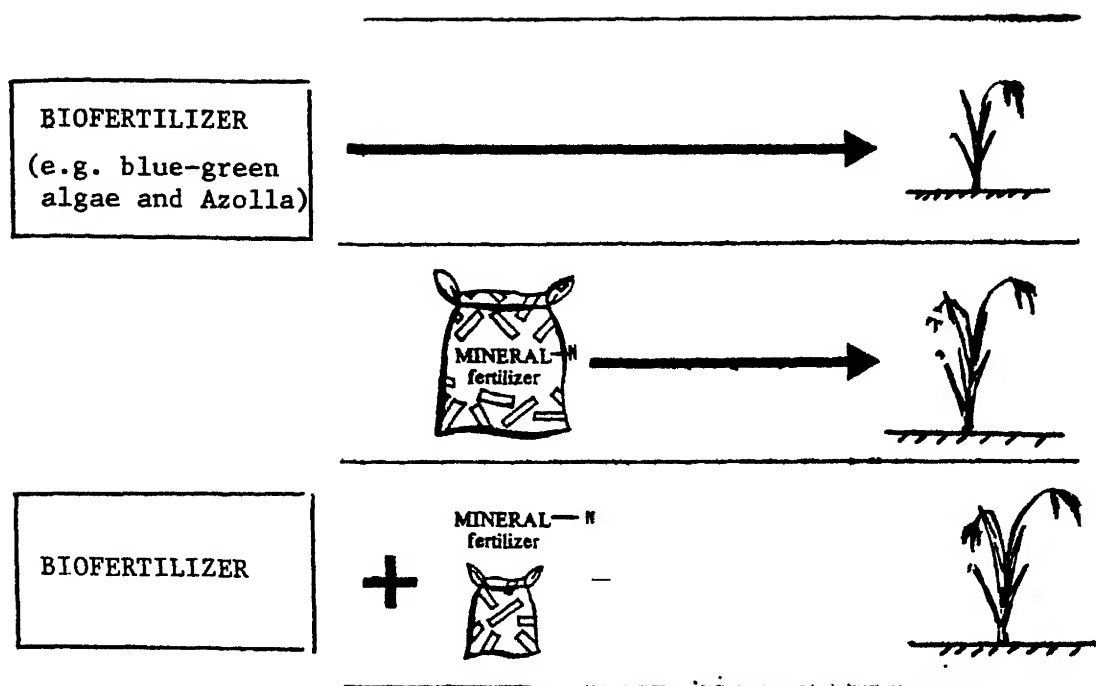 BIOFERTILIZER
(e.g. blue-green
algae and Azolla)
MINERAL-N
fertilizer
BIOFERTILIZER
+
MINERAL — N
fertilizer